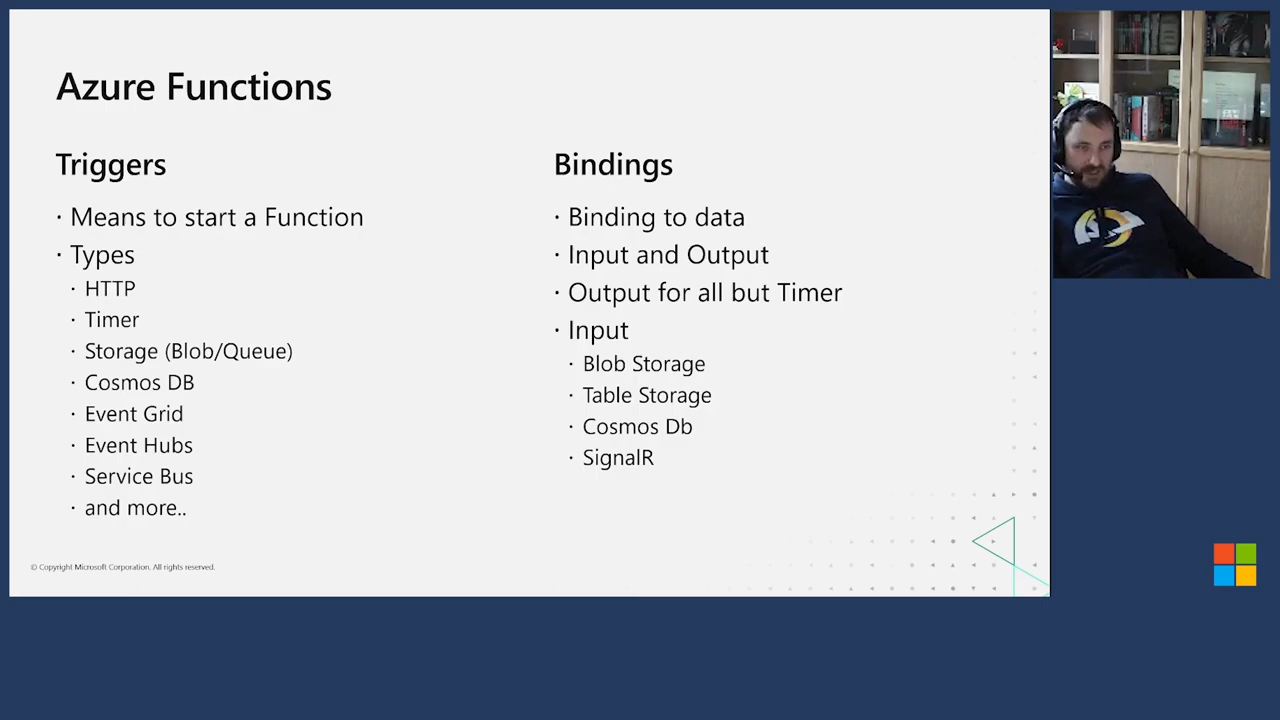 Azure Functions
Triggers
· Means to start a Function
· Types
· HTTP
· Timer
· Storage (Blob/Queue)
· Cosmos DB
· Event Grid
· Event Hubs
· Service Bus
· and more..
Bindings
· Binding to data
· Input and Output
· Output for all but Timer
· Input
· Blob Storage
· Table Storage
· Cosmos Db
· SignalR
© Copyright Microsoft Corporation. All rights reserved.